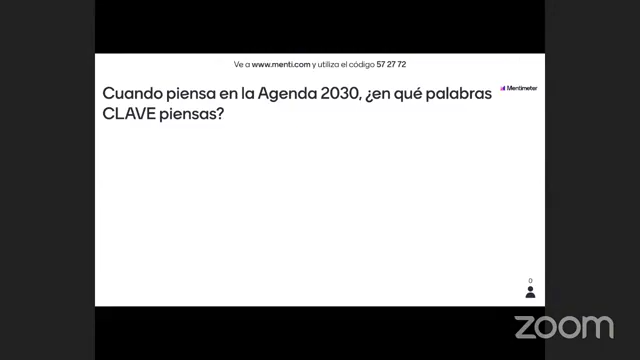 Ve a www.menti.com y utiliza el código 57 27 72
Cuando piensa en la Agenda 2030, ¿en qué palabras
CLAVE piensas?
Mentimeter
0
zoom